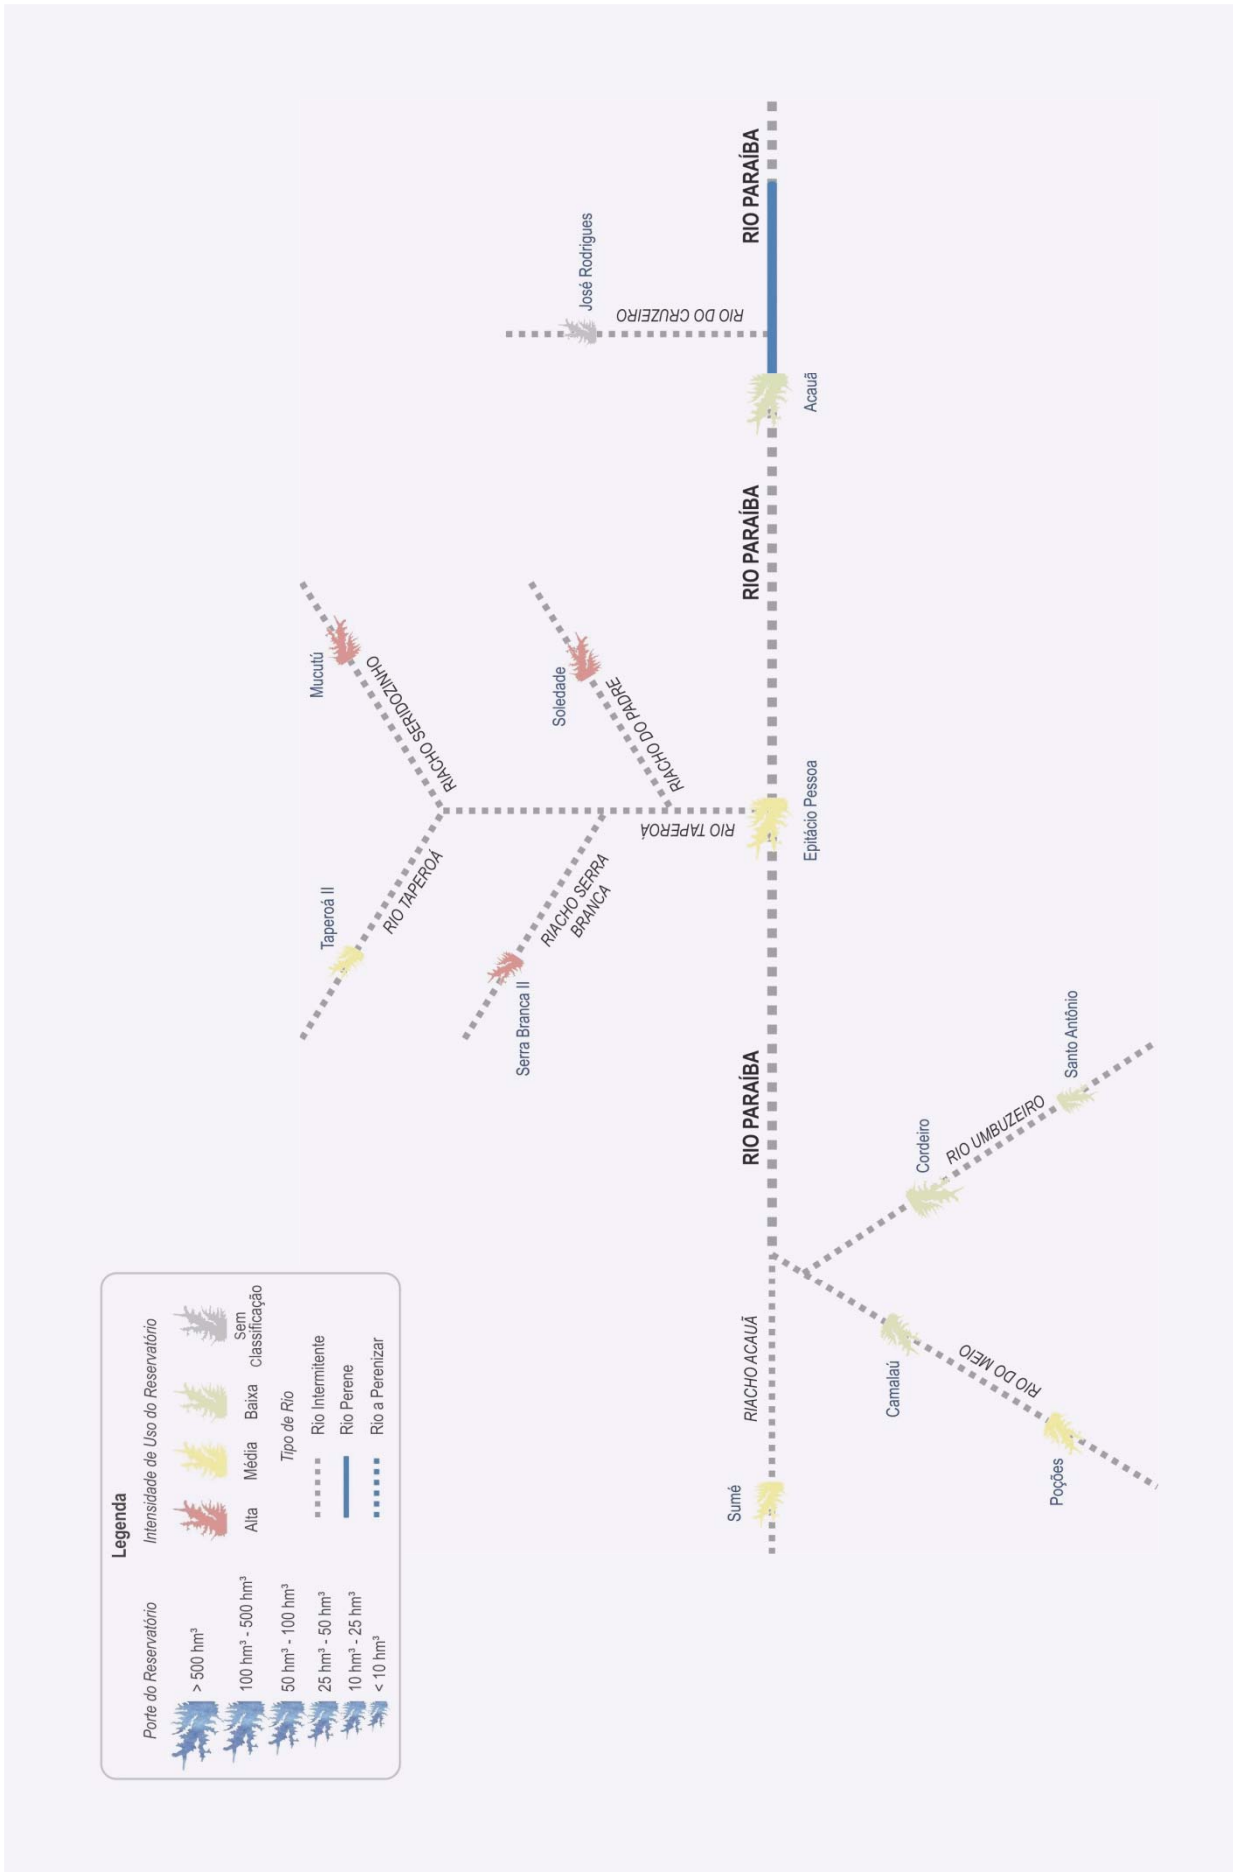 Legenda
Porte do Reservatório
> 500 hm³
100 hm³ - 500 hm³
50 hm³ - 100 hm³
25 hm³ - 50 hm³
10 hm³ - 25 hm³
< 10 hm³
Intensidade de Uso do Reservatório
Alta
Média
Baixa
Sem
classificação
Tipo de Rio
Rio Intermitente
Rio Perene
Rio a Perenizar
Mucutú
RIACHO SERIDOZINHO
Taperoá II
RIO TAPEROÁ
Serra Branca II
RIACHO SERRA
BRANCA
Soledade
RIACHO DO PADRE
RIO TAPEROÁ
José Rodrigues
RIO DO CRUZEIRO
Sumé
RIACHO ACAUÃ
RIO PARAÍBA
RIO PARAÍBA
RIO PARAÍBA
Epitácio Pessoa
Acauã
Camalaú
Cordeiro
RIO UMBUZEIRO
Santo Antônio
RIO DO MEIO
Poções